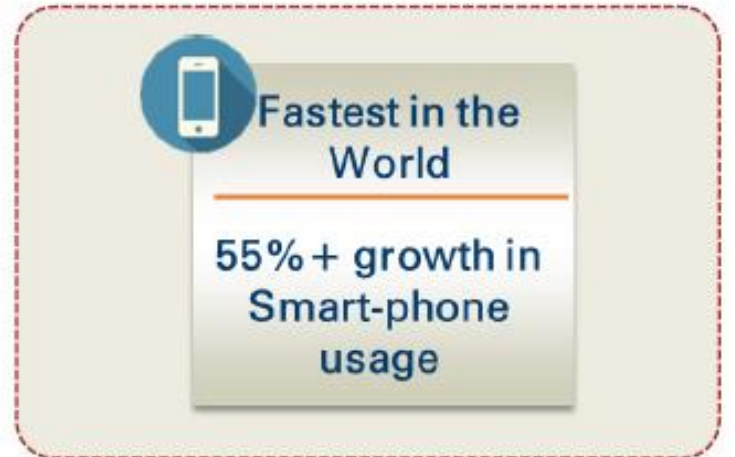 Fastest in the
World
55%+ growth in
Smart-phone
usage